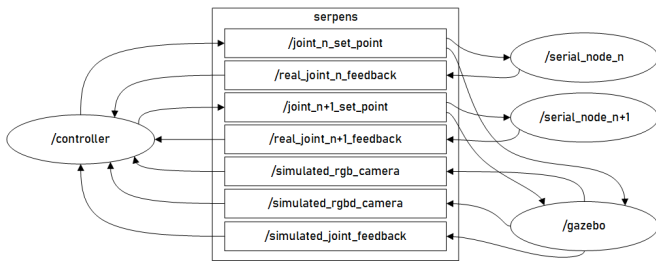 serpens
/joint_n_set_point
/real_joint_n_feedback
/joint_n+1_set_point
/real_joint_n+1_feedback
/simulated_rgb_camera
/simulated_rgbd_camera
/simulated_joint_feedback
/controller
/serial_node_n
/serial_node_n+1
/gazebo